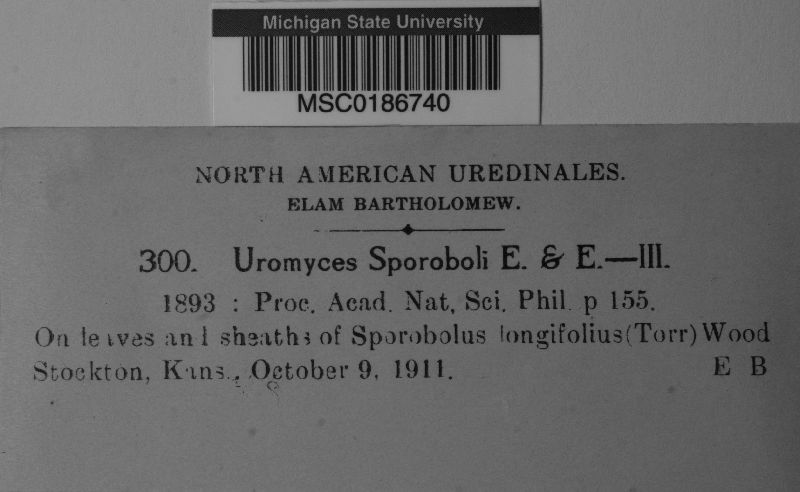 Michigan State University
MSC0186740
NORTH AMERICAN UREDINALES.
ELAM BARTHOLOMEW.
300. Uromyces Sporoboli E. & E.—III.
1893 : Proc. Acad. Nat. Sci. Phil. p 155.
On leaves and sheaths of Sporobolus longifolius (Torr) Wood
Stockton, Kans., October 9, 1911. E B